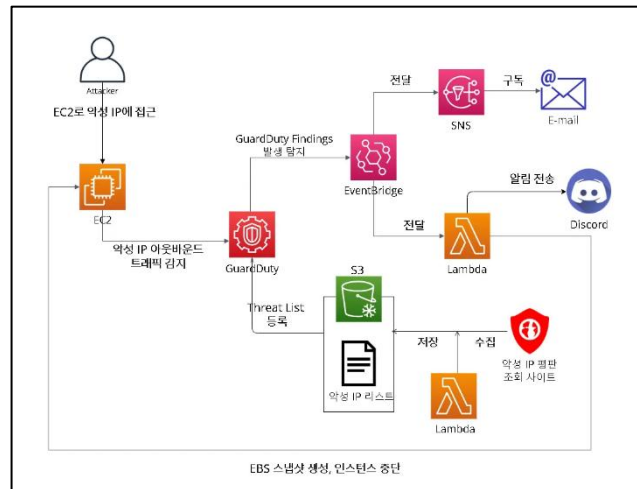 Attacker
EC2로 악성 IP에 접근
EC2
악성 IP 아웃바운드
트래픽 감지
GuardDuty
GuardDuty Findings
발생 탐지
EventBridge
전달
SNS
구독
@
E-mail
전달
Lambda
알림 전송
Discord
Threat List
등록
S3
악성 IP 리스트
저장
수집
Lambda
악성 IP 평판
조회 사이트
EBS 스냅샷 생성, 인스턴스 중단